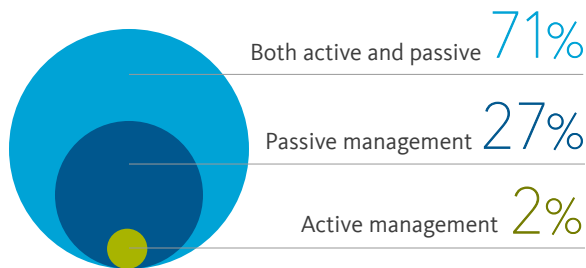 Both active and passive 71%
Passive management 27%
Active management 2%